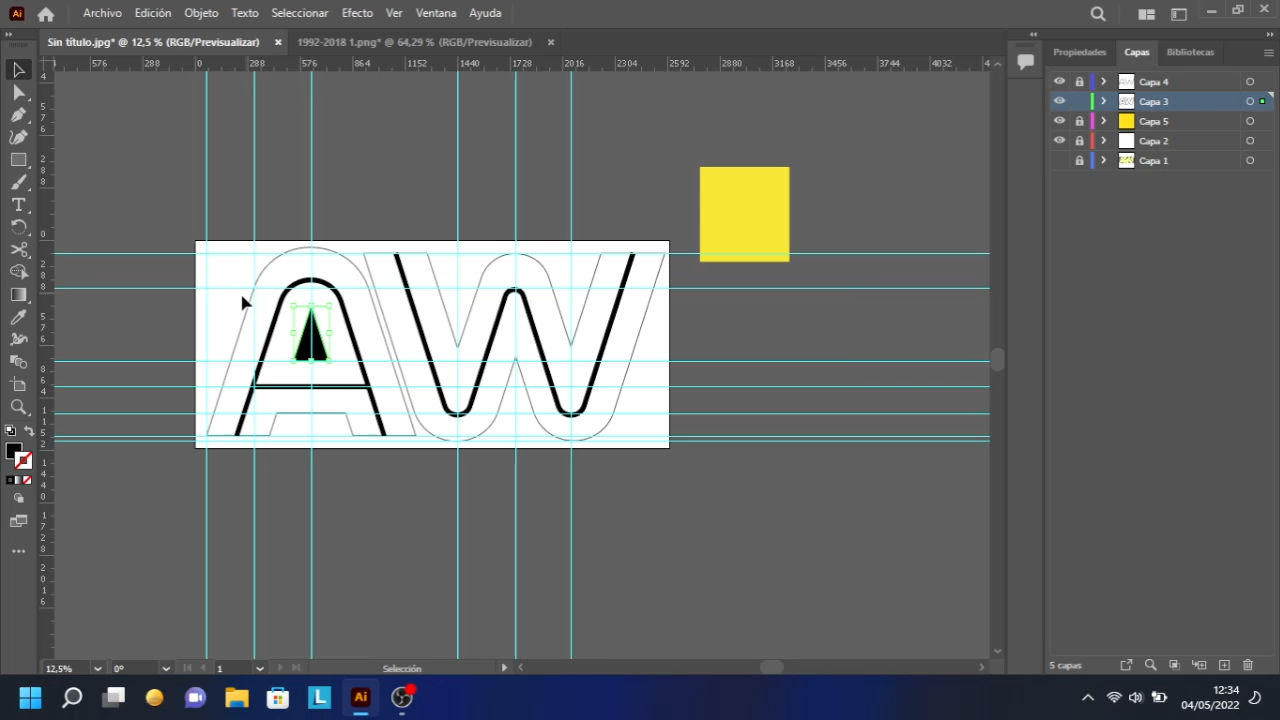 Ai Archivo Edición Objeto Texto Seleccionar Efecto Ver Ventana Ayuda
Sin título.jpg* @ 12,5 % (RGB/Previsualizar) × 1992-2018 1.png* @ 64,29 % (RGB/Previsualizar) ×
576 288 0 288 576 864 1152 1440 1728 2016 2304 2592 2880 3168 3456 3744 4032
Propiedades Capas Bibliotecas
Capa 4
Capa 3
Capa 5
Capa 2
Capa 1
AW
12,5% 0° 1 Selección
5 capas
L Ai
12:34
04/05/2022